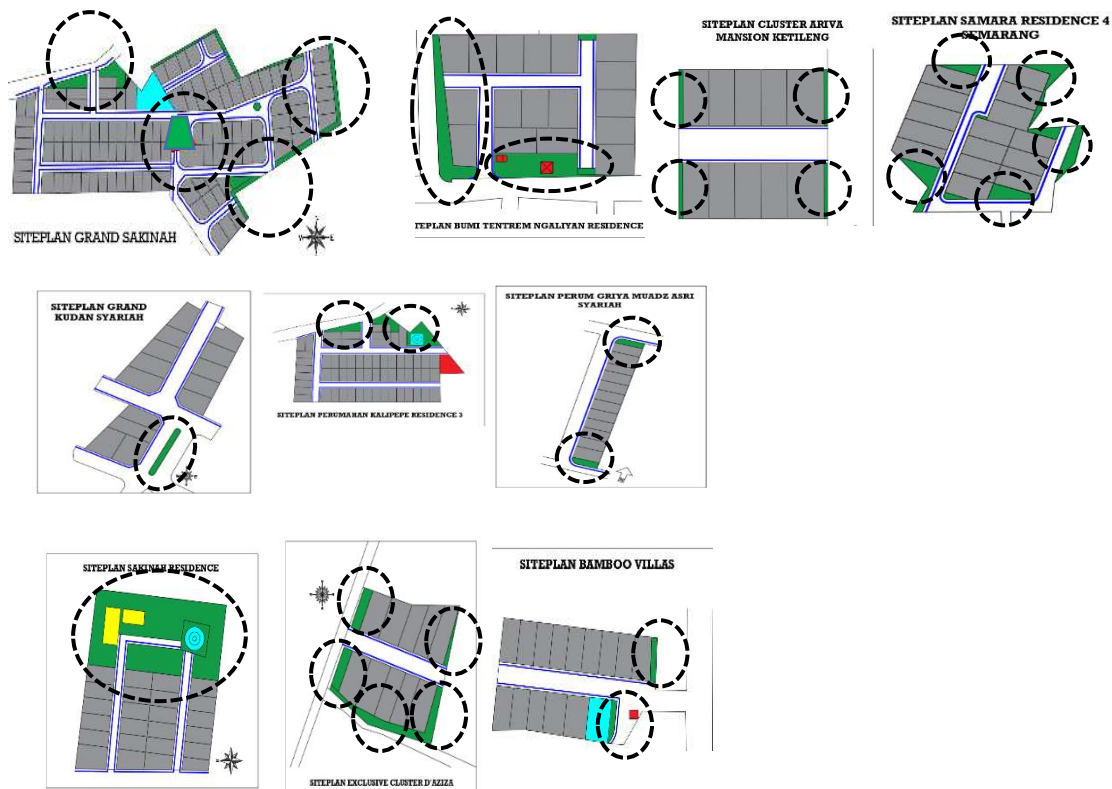 SITEPLAN GRAND SAKINAH
TEPLAN BUMI TENTREM NGALIYAN RESIDENCE
SITEPLAN CLUSTER ARIVA
MANSION KETILENG
SITEPLAN SAMARA RESIDENCE 4
SEMARANG
SITEPLAN GRAND
KUDAN SYARIAH
SITEPLAN PERUMAHAN KALIPEPE RESIDENCE 3
SITEPLAN PERUM GRIYA MUADZ ASRI
SYARIAH
SITEPLAN SAKINAH RESIDENCE
SITEPLAN EXCLUSIVE CLUSTER D'AZIZA
SITEPLAN BAMBOO VILLAS